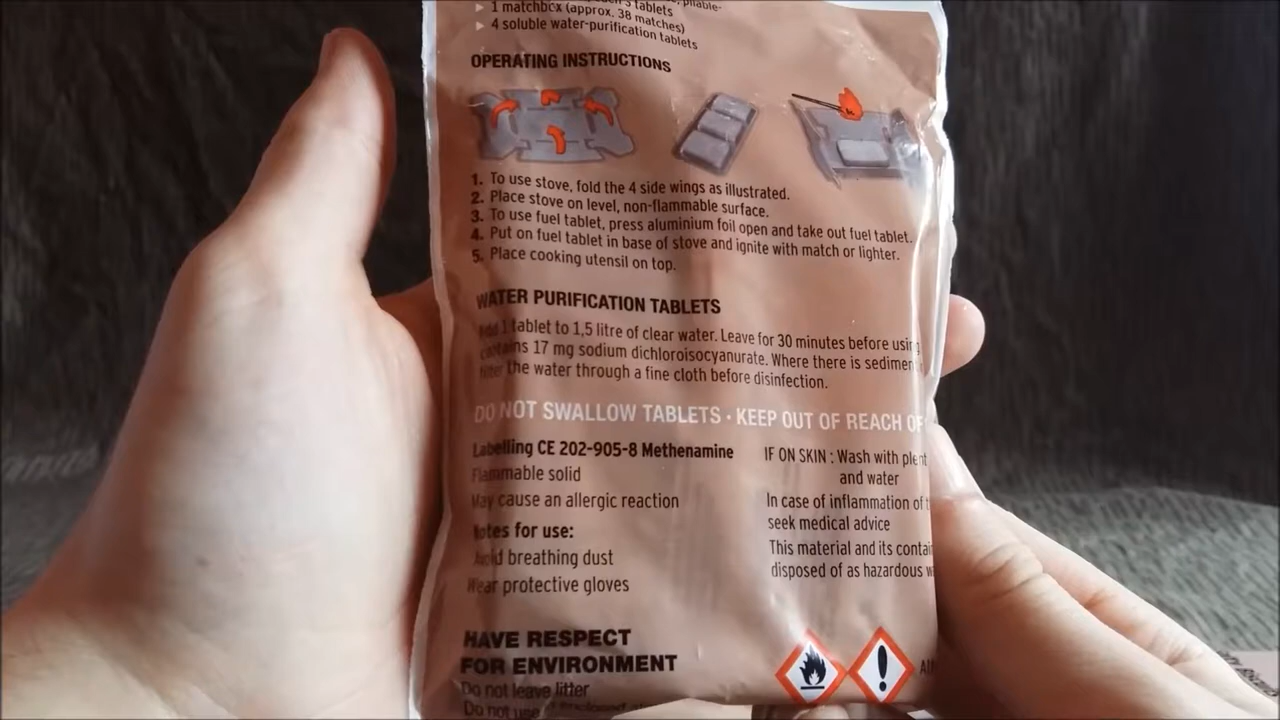 tablets
▸ 1 matchbox (approx. 38 matches)
▸ 4 soluble water-purification tablets
OPERATING INSTRUCTIONS
1. To use stove, fold the 4 side wings as illustrated.
2. Place stove on level, non-flammable surface.
3. To use fuel tablet, press aluminium foil open and take out fuel tablet.
4. Put on fuel tablet in base of stove and ignite with match or lighter.
5. Place cooking utensil on top.
WATER PURIFICATION TABLETS
1 tablet to 1,5 litre of clear water. Leave for 30 minutes before using
contains 17 mg sodium dichloroisocyanurate. Where there is sediment
filter the water through a fine cloth before disinfection.
DO NOT SWALLOW TABLETS • KEEP OUT OF REACH OF
Labelling CE 202-905-8 Methenamine
Flammable solid
May cause an allergic reaction
Notes for use:
Avoid breathing dust
Wear protective gloves
IF ON SKIN : Wash with
and water
In case of inflammation of
seek medical advice
This material and its
disposed of as hazardous
HAVE RESPECT
FOR ENVIRONMENT
Do not leave litter
Do not use